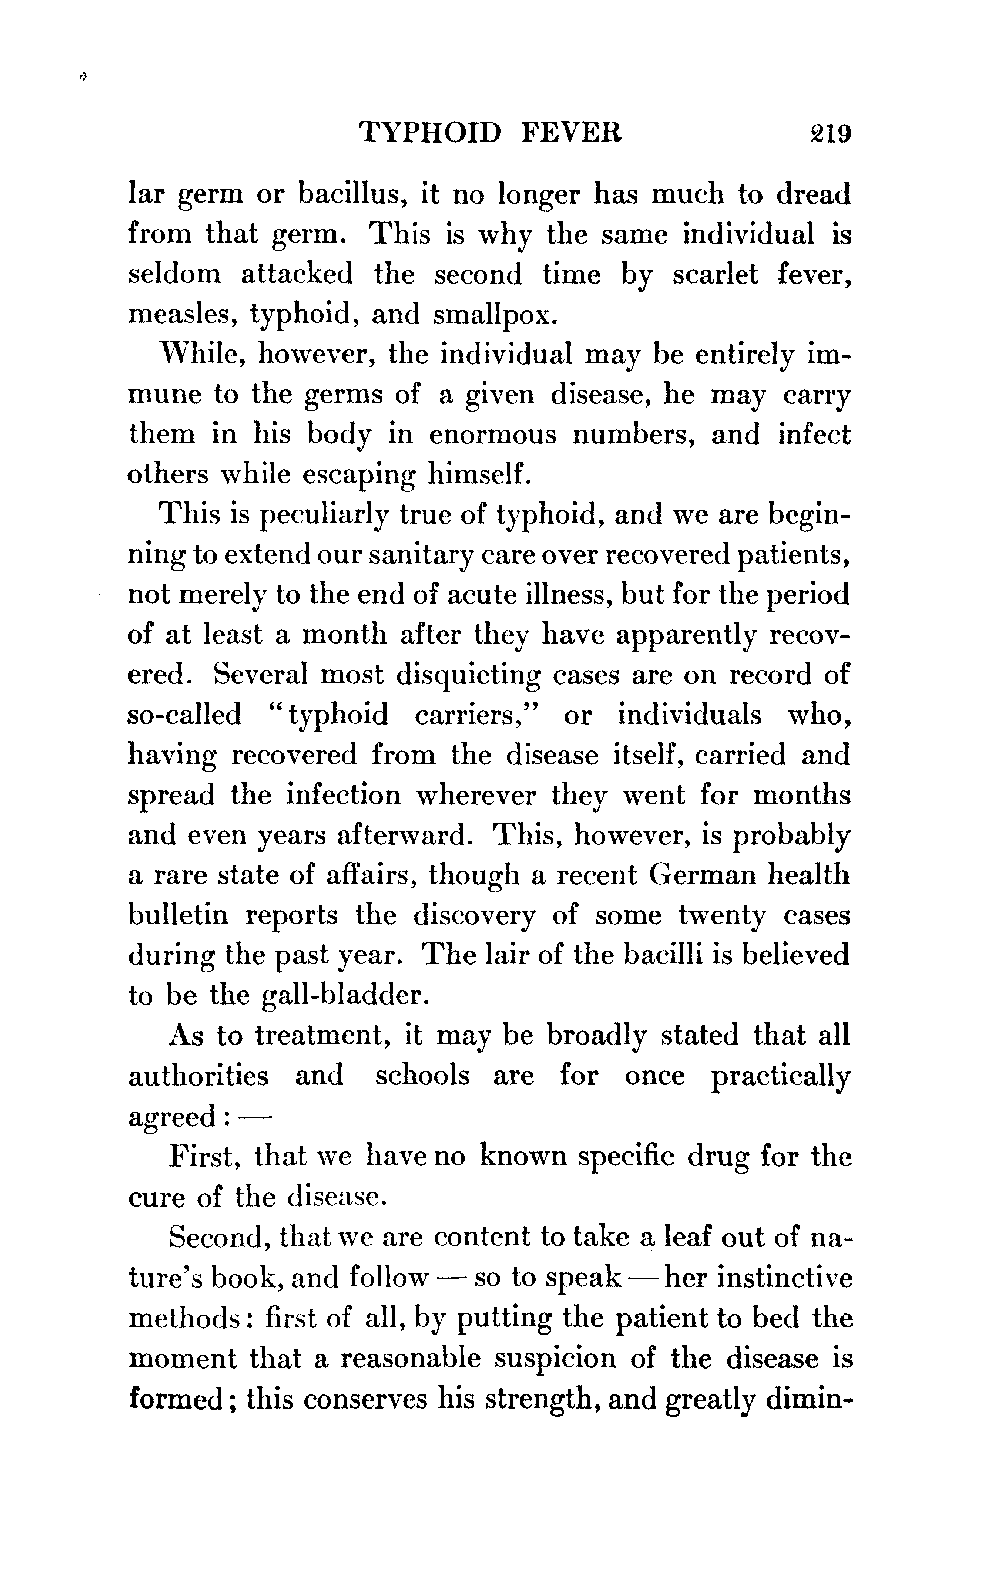 TYPHOID FEVER 219
lar germ or bacillus, it no longer has much to dread
from that germ. This is why the same individual is
seldom attacked the second time by scarlet fever,
measles, typhoid, and smallpox.
While, however, the individual may be entirely im-
mune to the germs of a given disease, he may carry
them in his body in enormous numbers, and infect
others while escaping himself.
This is peculiarly true of typhoid, and we are begin-
ning to extend our sanitary care over recovered patients,
not merely to the end of acute illness, but for the period
of at least a month after they have apparently recov-
ered. Several most disquieting cases are on record of
so-called "typhoid carriers," or individuals who,
having recovered from the disease itself, carried and
spread the infection wherever they went for months
and even years afterward. This, however, is probably
a rare state of affairs, though a recent German health
bulletin reports the discovery of some twenty cases
during the past year. The lair of the bacilli is believed
to be the gall-bladder.
As to treatment, it may be broadly stated that all
authorities and schools are for once practically
agreed : —
First, that we have no known specific drug for the
cure of the disease.
Second, that we are content to take a leaf out of na-
ture's book, and follow — so to speak — her instinctive
methods: first of all, by putting the patient to bed the
moment that a reasonable suspicion of the disease is
formed; this conserves his strength, and greatly dimin-